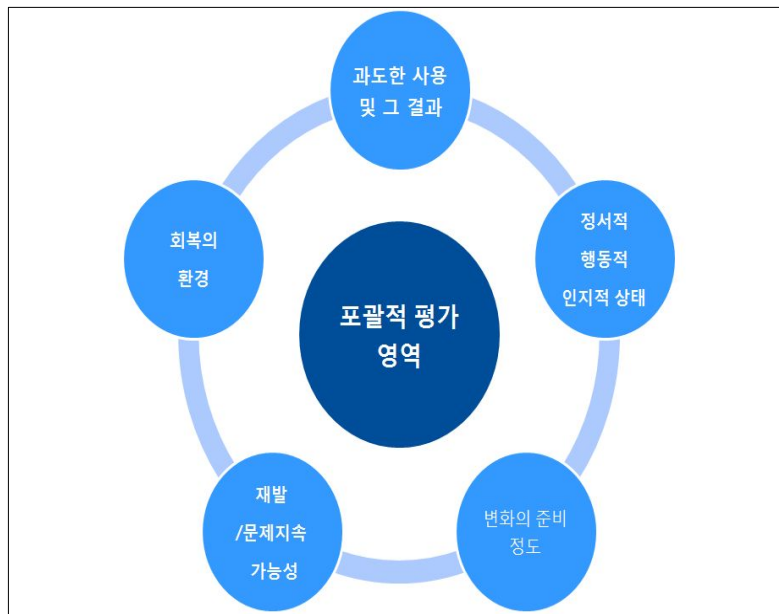 과도한 사용
및 그 결과
정서적
행동적
인지적 상태
변화의 준비
정도
재발
/문제지속
가능성
회복의
환경
포괄적 평가
영역